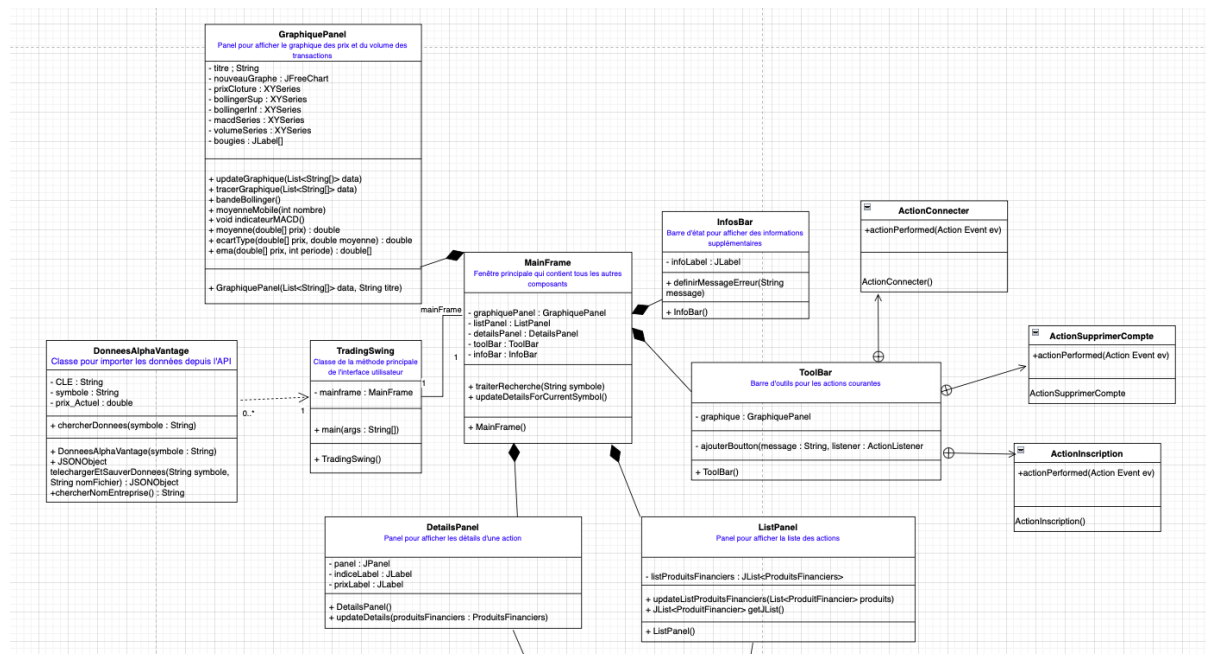 GraphiquePanel
Panel pour afficher le graphique des prix et du volume des
transactions
- titre ; String
- nouveauGraphe : JFreeChart
- prixCloture : XYSeries
- bollingerSup : XYSeries
- bollingerInf : XYSeries
- macdSeries : XYSeries
- volumeSeries : XYSeries
- bougies : JLabel[]
+ updateGraphique(List<String[]> data)
+ tracerGraphique(List<String[]> data)
+ bandeBollinger()
+ moyenneMobile(int nombre)
+ void indicateurMACD()
+ moyenne(double[] prix) : double
+ ecartType(double[] prix, double moyenne) : double
+ ema(double[] prix, int periode) : double[]
+ GraphiquePanel(List<String[]> data, String titre)
MainFrame
Fenêtre principale qui contient tous les autres
composants
- graphiquePanel : GraphiquePanel
- listPanel : ListPanel
- detailsPanel : DetailsPanel
- toolBar : ToolBar
- infoBar : InfoBar
+ traiterRecherche(String symbole)
+ updateDetailsForCurrentSymbol()
+ MainFrame()
InfosBar
Barre d'état pour afficher des informations
supplémentaires
- infoLabel : JLabel
+ definirMessageErreur(String
message)
+ InfoBar()
ActionConnecter
+actionPerformed(Action Event ev)
ActionConnecter()
mainFrame
1
1
DonneesAlphaVantage
Classe pour importer les données depuis l'API
- CLE : String
- symbole : String
- prix_Actuel : double
+ chercherDonnees(symbole : String)
+ DonneesAlphaVantage(symbole : String)
+ JSONObject
telechargerEtSauverDonnees(String symbole,
String nomFichier) : JSONObject
+chercherNomEntreprise() : String
0..*
1
TradingSwing
Classe de la méthode principale
de l'interface utilisateur
- mainframe : MainFrame
+ main(args : String[])
+ TradingSwing()
ToolBar
Barre d'outils pour les actions courantes
- graphique : GraphiquePanel
- ajouterBoutton(message : String, listener : ActionListener
+ ToolBar()
ActionSupprimerCompte
+actionPerformed(Action Event ev)
ActionSupprimerCompte
ActionInscription
+actionPerformed(Action Event ev)
ActionInscription()
DetailsPanel
Panel pour afficher les détails d'une action
- panel : JPanel
- indiceLabel : JLabel
- prixLabel : JLabel
+ DetailsPanel()
+ updateDetails(produitsFinanciers : ProduitsFinanciers)
ListPanel
Panel pour afficher la liste des actions
- listProduitsFinanciers : JList<ProduitsFinanciers>
+ updateListProduitsFinanciers(List<ProduitFinancier> produits)
+ JList<ProduitFinancier> getJList()
+ ListPanel()